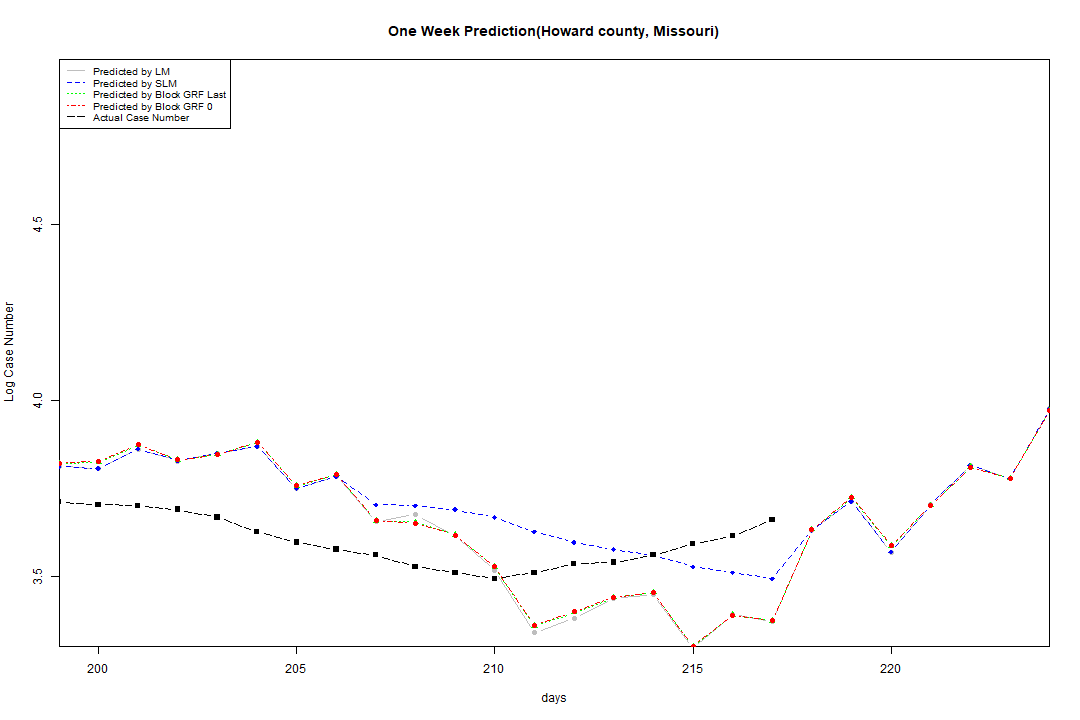 One Week Prediction(Howard county, Missouri)
Predicted by LM
Predicted by SLM
Predicted by Block GRF Last
Predicted by Block GRF 0
Actual Case Number
Log Case Number
4.5
4.0
3.5
200 205 210 215 220
days